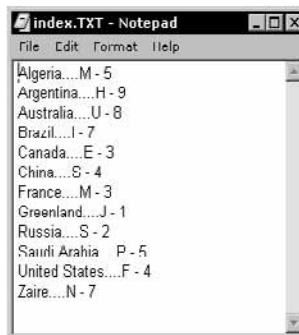 index.TXT - Notepad
File Edit Format Help
Algeria....M - 5
Argentina....H - 9
Australia....U - 8
Brazil....I - 7
Canada....E - 3
China....S - 4
France....M - 3
Greenland....J - 1
Russia....S - 2
Saudi Arabia....P - 5
United States....F - 4
Zaire....N - 7